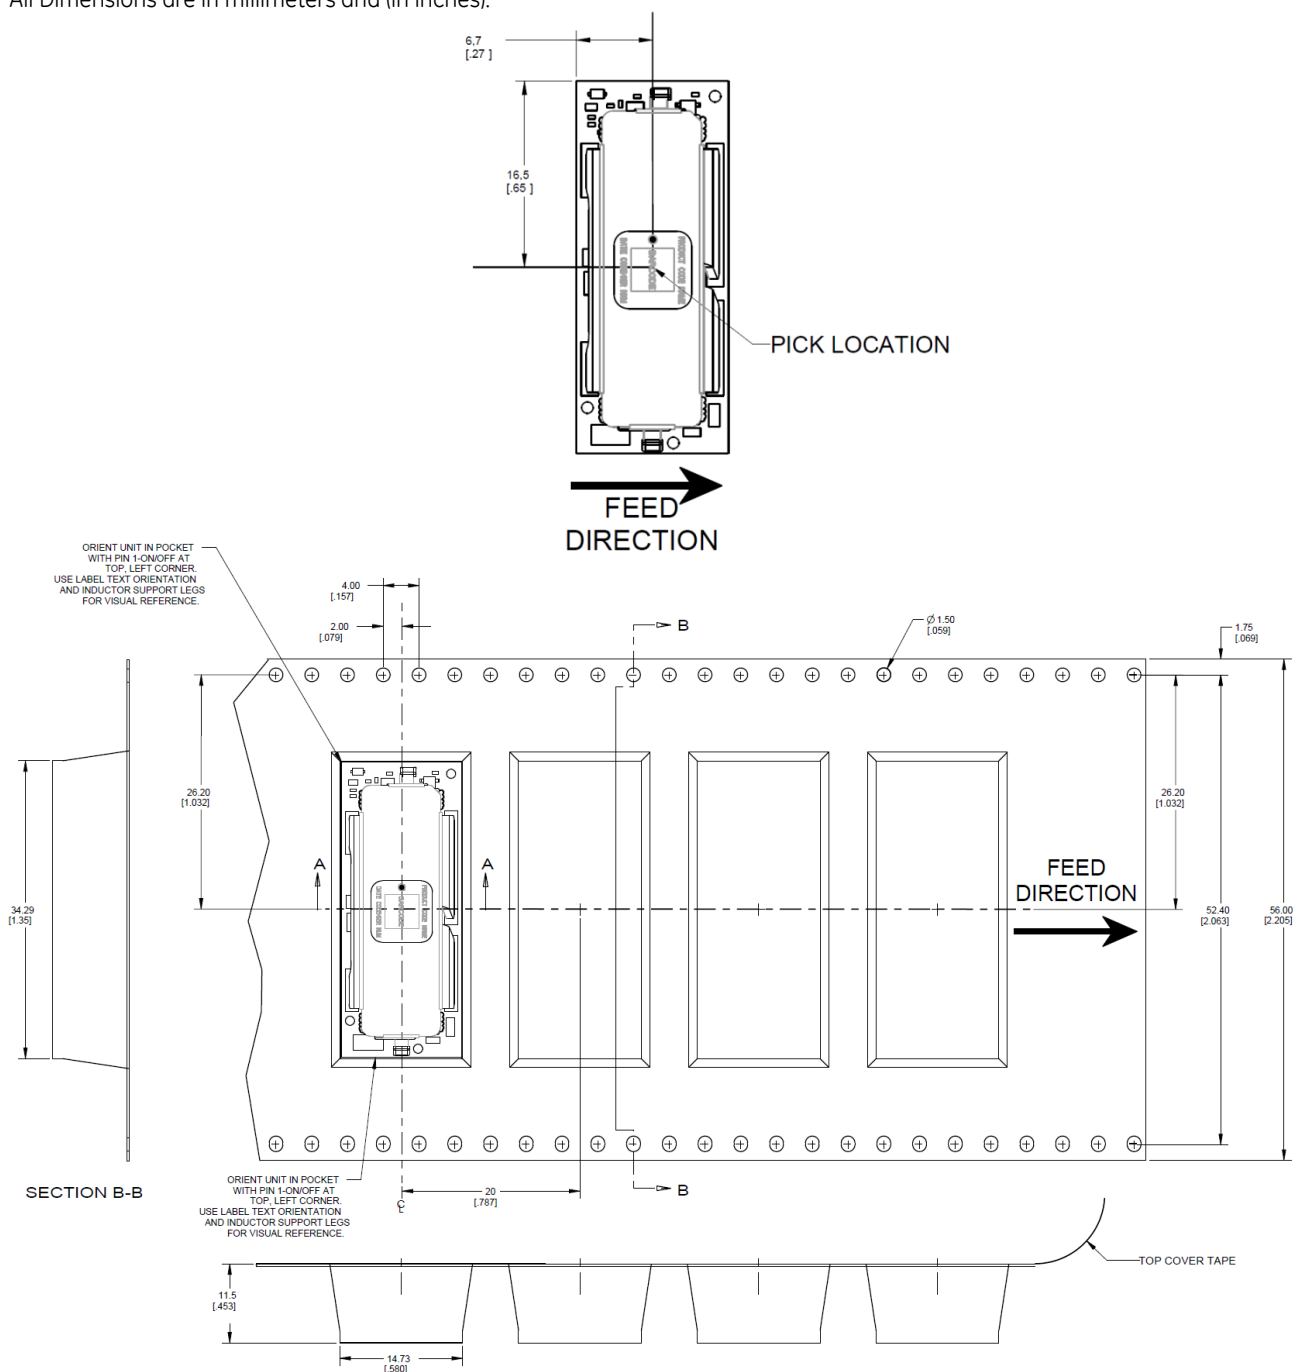 All Dimensions are in millimeters and (in inches).
6,7
[.27 ]
16,5
[.65 ]
BARCODE
PRODUCT CODE
PICK LOCATION
FEED
DIRECTION
ORIENT UNIT IN POCKET
WITH PIN 1-ON/OFF AT
TOP, LEFT CORNER.
USE LABEL TEXT ORIENTATION
AND INDUCTOR SUPPORT LEGS
FOR VISUAL REFERENCE.
4.00
[.157]
2.00
[.079]
B
Ø 1.50
[.059]
1.75
[.069]
26.20
[1.032]
26.20
[1.032]
A
A
FEED
DIRECTION
34.29
[1.35]
52.40
[2.063]
56.00
[2.205]
SECTION B-B
ORIENT UNIT IN POCKET
WITH PIN 1-ON/OFF AT
TOP, LEFT CORNER.
USE LABEL TEXT ORIENTATION
AND INDUCTOR SUPPORT LEGS
FOR VISUAL REFERENCE.
CL
20
[.787]
B
TOP COVER TAPE
11.5
[.453]
14.73
[.580]